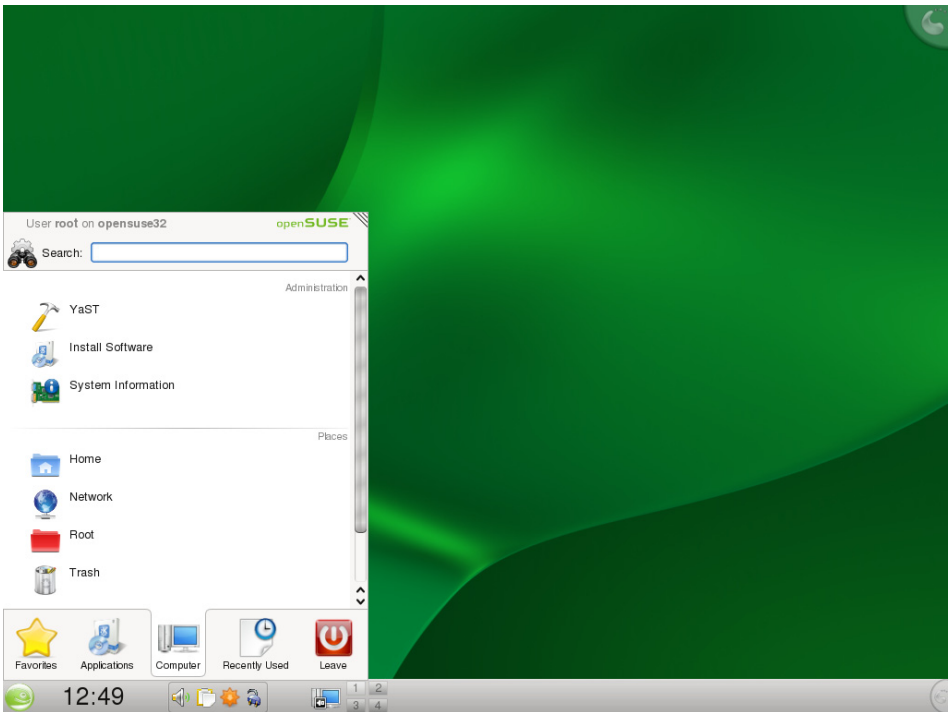 User root on opensuse32
openSUSE
Search:
Administration
YaST
Install Software
System Information
Places
Home
Network
Root
Trash
Favorites
Applications
Computer
Recently Used
Leave
12:49
1 2
3 4